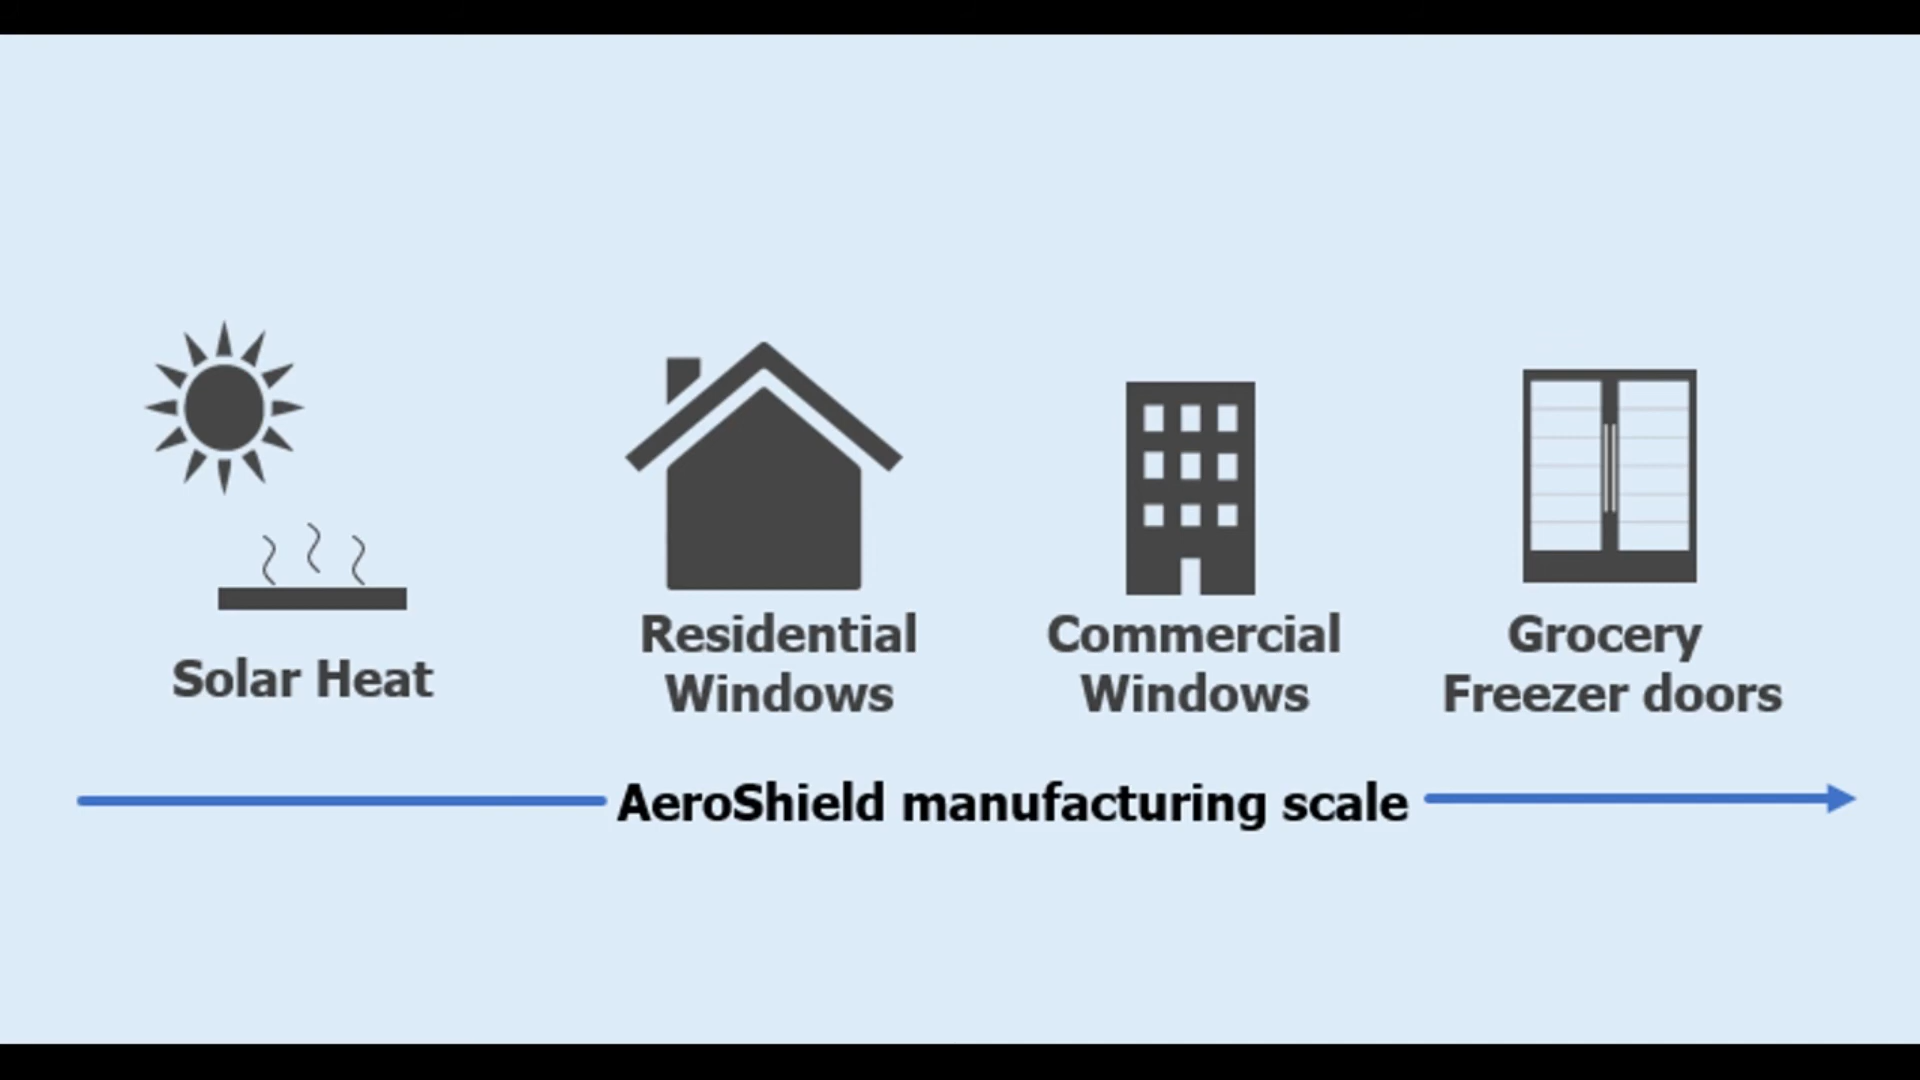 Solar Heat
Residential
Windows
Commercial
Windows
Grocery
Freezer doors
AeroShield manufacturing scale